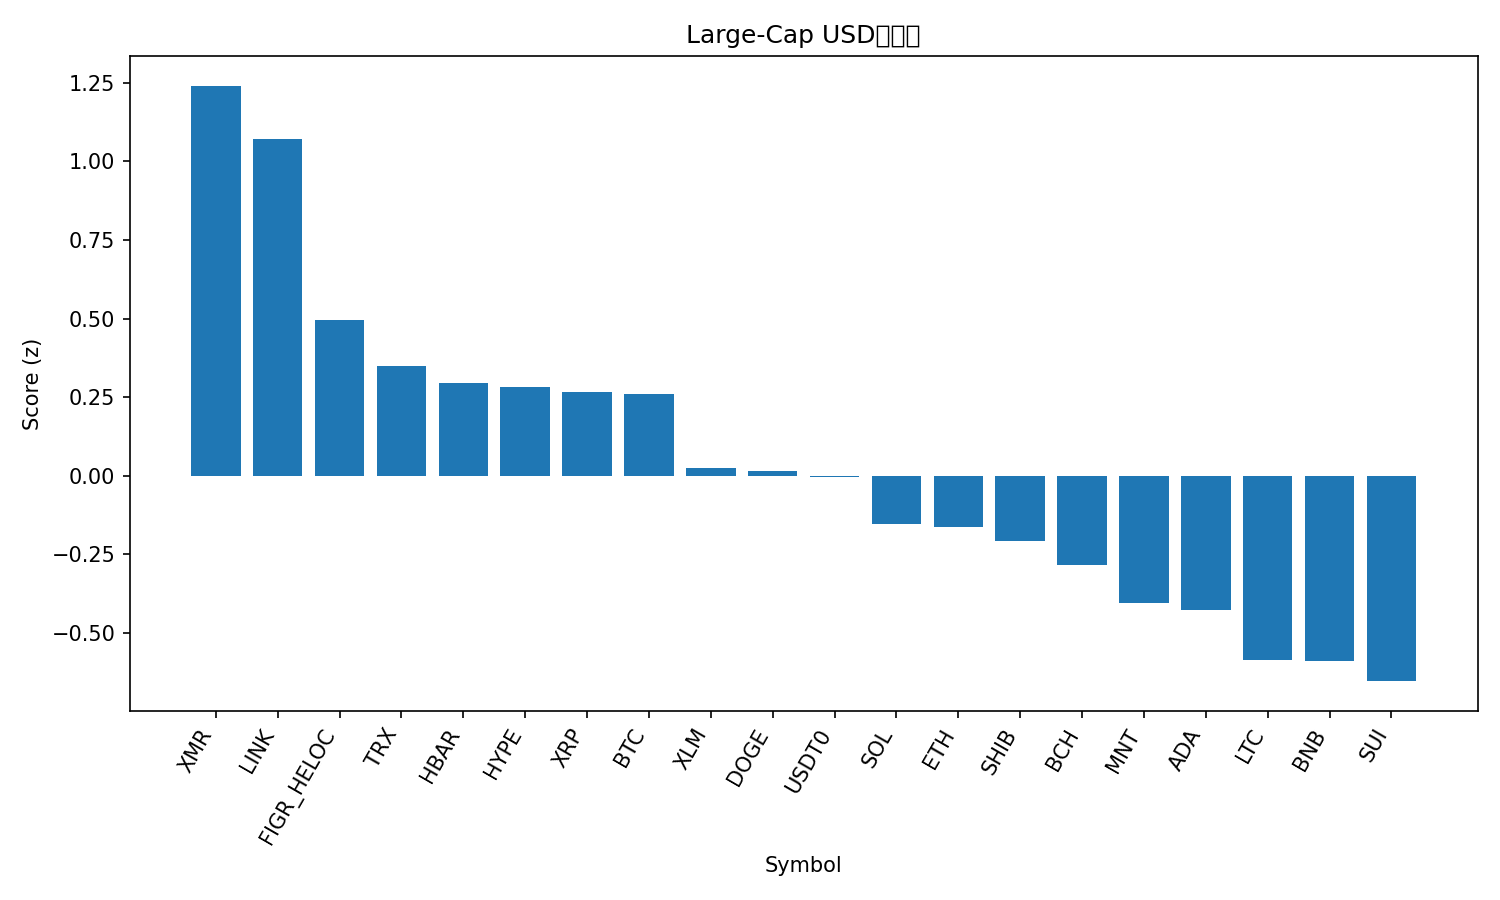 Large-Cap USD
1.25
1.00
0.75
0.50
0.25
0.00
−0.25
−0.50
Score (z)
XMR
LINK
FIGR_HELOC
TRX
HBAR
HYPE
XRP
BTC
XLM
DOGE
USDT0
SOL
ETH
SHIB
BCH
MNT
ADA
LTC
BNB
SUI
Symbol